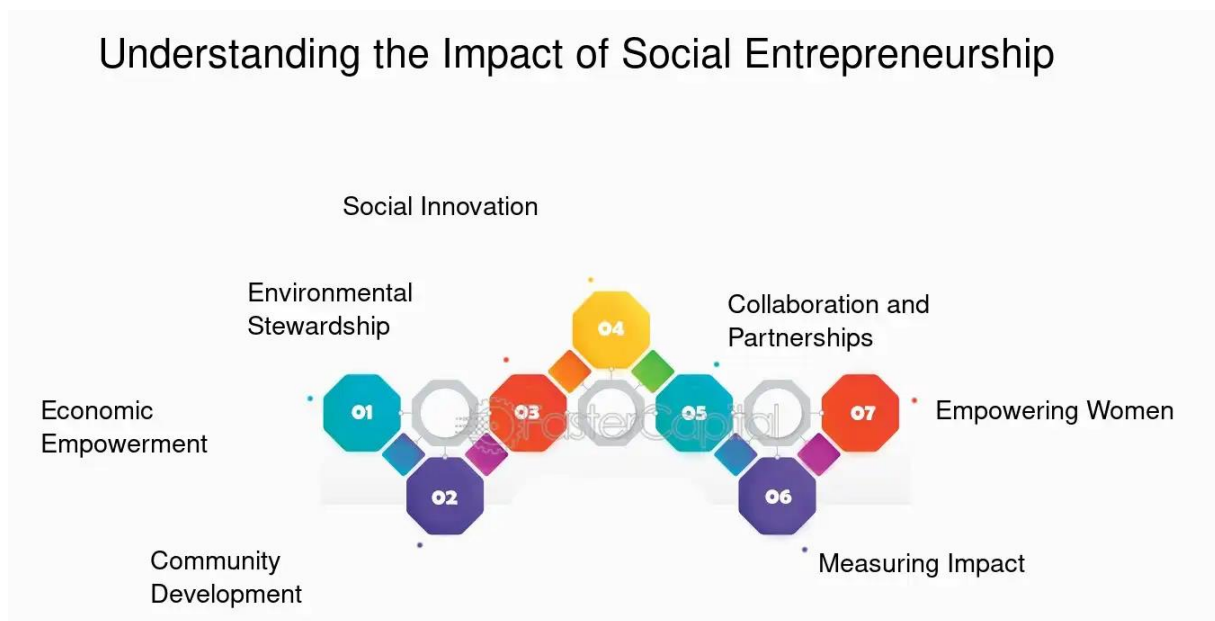 Understanding the Impact of Social Entrepreneurship
Social Innovation
Environmental
Stewardship
Collaboration and
Partnerships
04
Economic
Empowerment
01
03
FasterCapital
05
07
Empowering Women
02
06
Community
Development
Measuring Impact